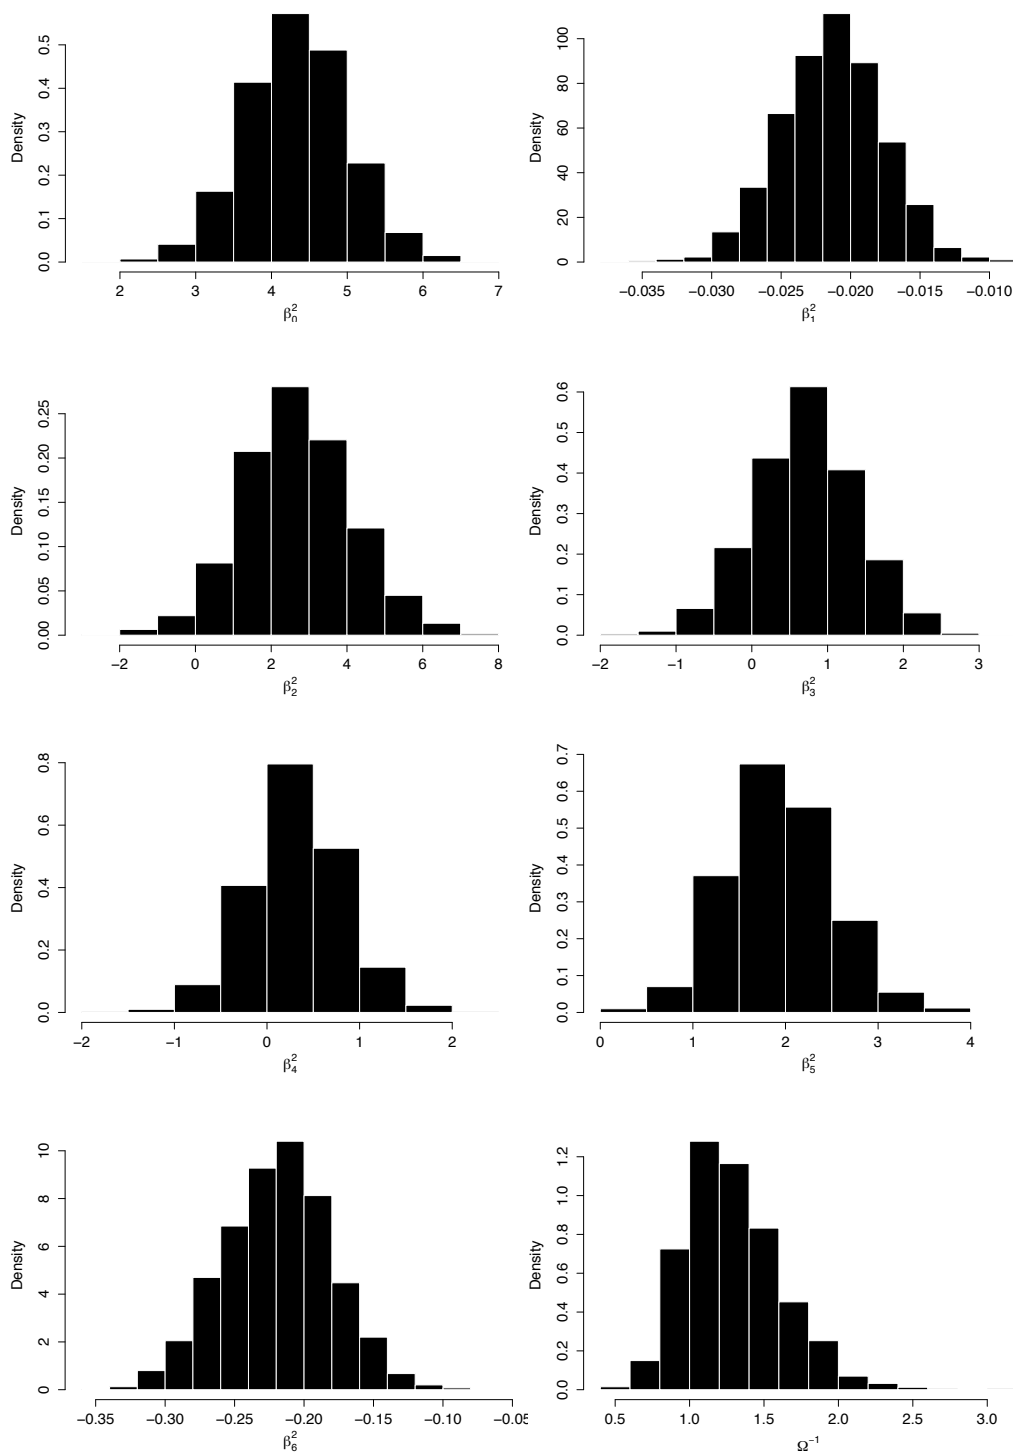 Density
0.0 0.1 0.2 0.3 0.4 0.5
2 3 4 5 6 7
β₀²
Density
0 20 40 60 80 100
−0.035 −0.030 −0.025 −0.020 −0.015 −0.010
β₁²
Density
0.00 0.05 0.10 0.15 0.20 0.25
−2 0 2 4 6 8
β₂²
Density
0.0 0.1 0.2 0.3 0.4 0.5 0.6
−2 −1 0 1 2 3
β₃²
Density
0.0 0.2 0.4 0.6 0.8
−2 −1 0 1 2
β₄²
Density
0.0 0.1 0.2 0.3 0.4 0.5 0.6 0.7
0 1 2 3 4
β₅²
Density
0 2 4 6 8 10
−0.35 −0.30 −0.25 −0.20 −0.15 −0.10 −0.05
β₆²
Density
0.0 0.2 0.4 0.6 0.8 1.0 1.2
0.5 1.0 1.5 2.0 2.5 3.0
Ω⁻¹